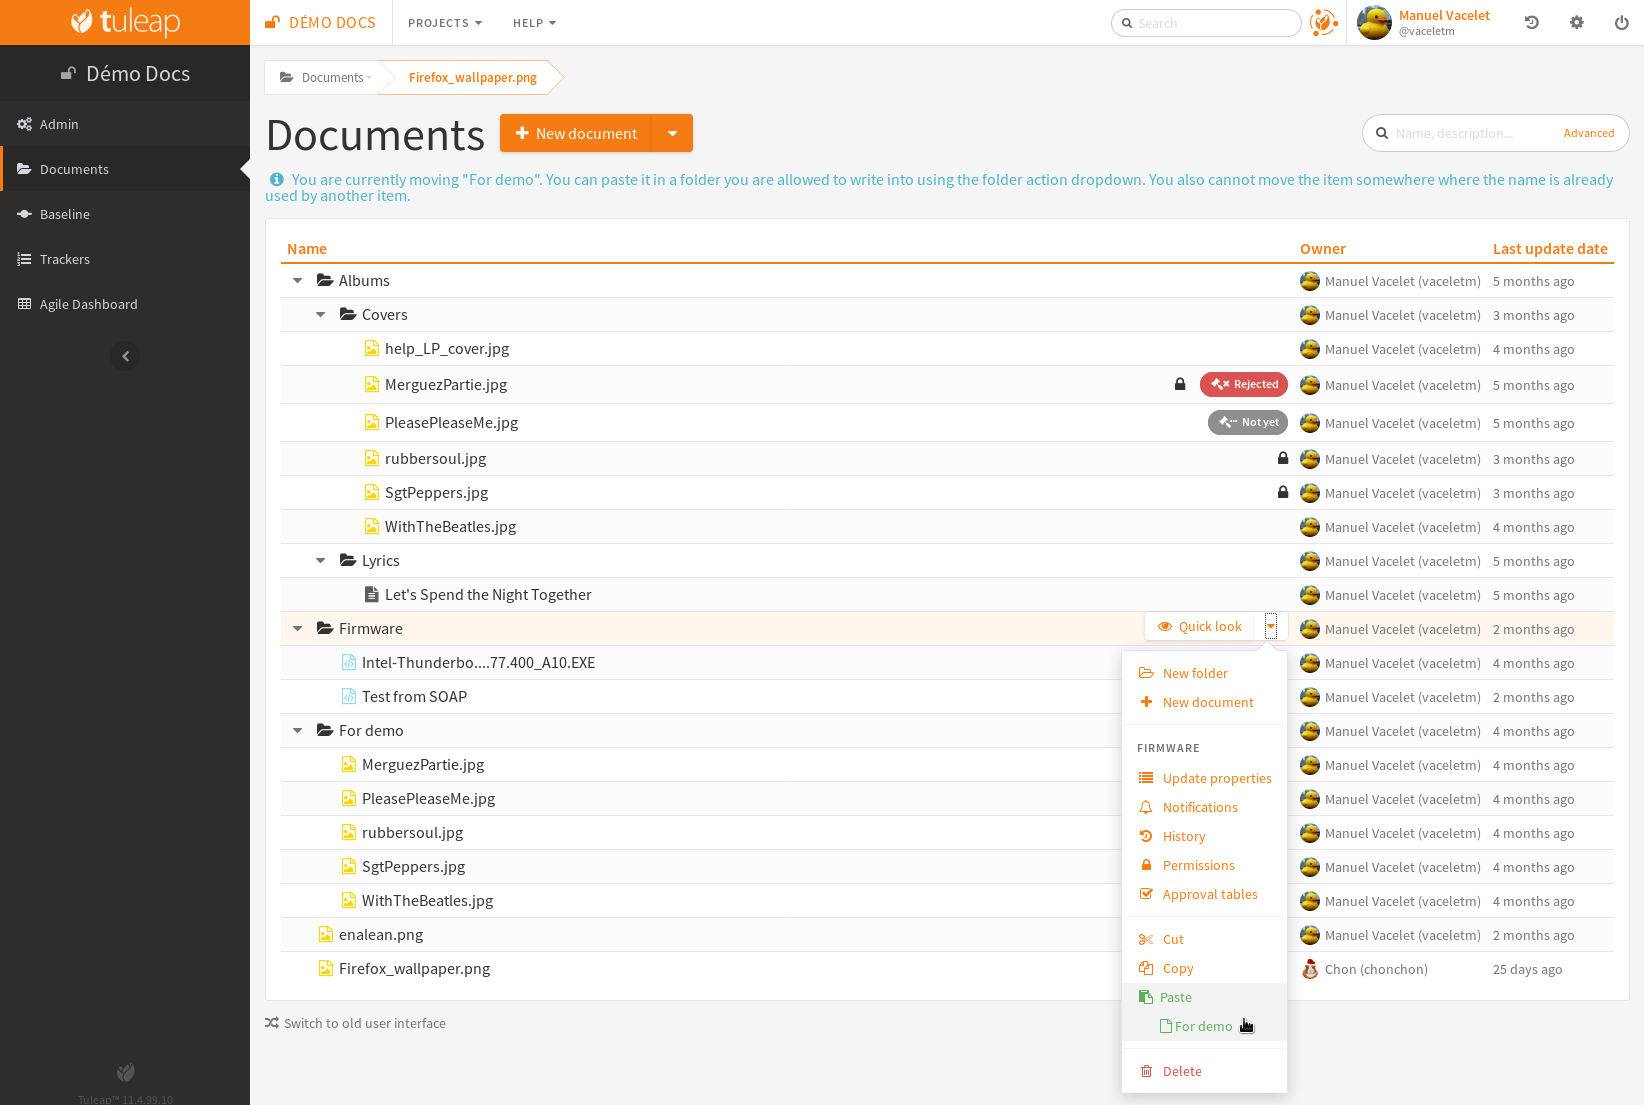 tuleap
DÉMO DOCS
PROJECTS
HELP
Search
Manuel Vacelet
@vaceletm
Démo Docs
Admin
Documents
Baseline
Trackers
Agile Dashboard
Tuleap™ 11.4.99.10
Documents
Firefox_wallpaper.png
Documents
New document
Name, description...
Advanced
You are currently moving "For demo". You can paste it in a folder you are allowed to write into using the folder action dropdown. You also cannot move the item somewhere where the name is already
used by another item.
Name Owner Last update date
Albums Manuel Vacelet (vaceletm) 5 months ago
Covers Manuel Vacelet (vaceletm) 3 months ago
help_LP_cover.jpg Manuel Vacelet (vaceletm) 4 months ago
MerguezPartie.jpg Rejected Manuel Vacelet (vaceletm) 5 months ago
PleasePleaseMe.jpg Not yet Manuel Vacelet (vaceletm) 5 months ago
rubbersoul.jpg Manuel Vacelet (vaceletm) 3 months ago
SgtPeppers.jpg Manuel Vacelet (vaceletm) 3 months ago
WithTheBeatles.jpg Manuel Vacelet (vaceletm) 4 months ago
Lyrics Manuel Vacelet (vaceletm) 5 months ago
Let's Spend the Night Together Manuel Vacelet (vaceletm) 5 months ago
Firmware Quick look Manuel Vacelet (vaceletm) 2 months ago
Intel-Thunderbo....77.400_A10.EXE Manuel Vacelet (vaceletm) 4 months ago
Test from SOAP Manuel Vacelet (vaceletm) 2 months ago
For demo Manuel Vacelet (vaceletm) 4 months ago
MerguezPartie.jpg Manuel Vacelet (vaceletm) 4 months ago
PleasePleaseMe.jpg Manuel Vacelet (vaceletm) 4 months ago
rubbersoul.jpg Manuel Vacelet (vaceletm) 4 months ago
SgtPeppers.jpg Manuel Vacelet (vaceletm) 4 months ago
WithTheBeatles.jpg Manuel Vacelet (vaceletm) 4 months ago
enalean.png Manuel Vacelet (vaceletm) 2 months ago
Firefox_wallpaper.png Chon (chonchon) 25 days ago
New folder
New document
FIRMWARE
Update properties
Notifications
History
Permissions
Approval tables
Cut
Copy
Paste
For demo
Delete
Switch to old user interface